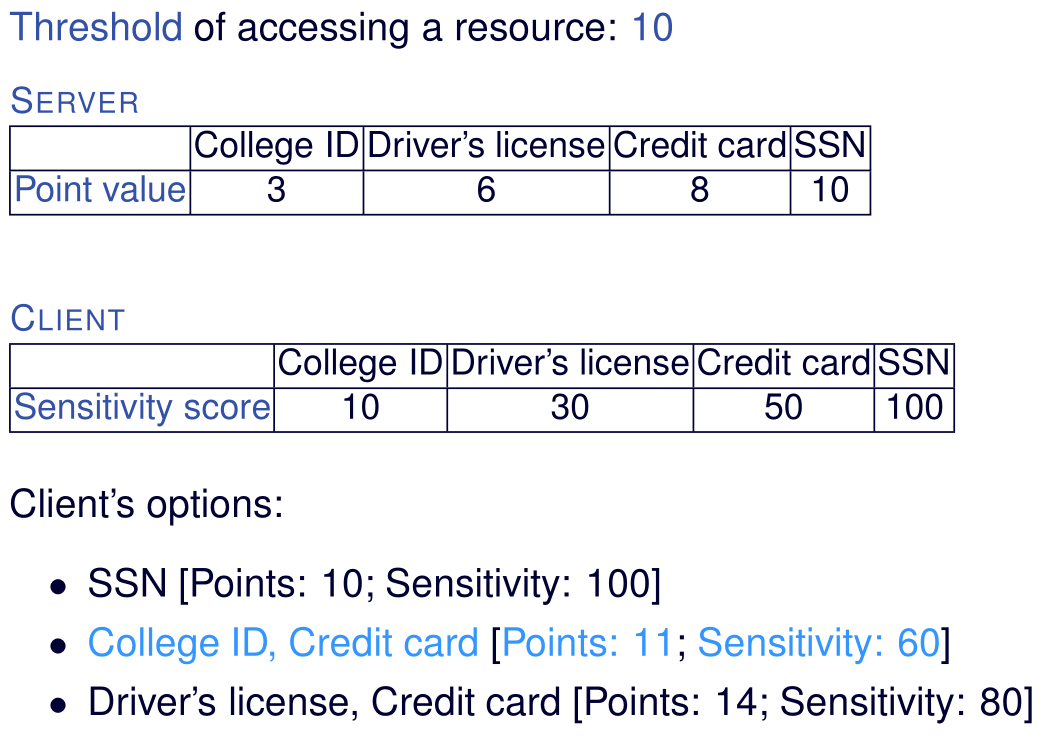 Threshold of accessing a resource: 10
SERVER
College ID Driver's license Credit card SSN
Point value 3 6 8 10
CLIENT
College ID Driver's license Credit card SSN
Sensitivity score 10 30 50 100
Client's options:
• SSN [Points: 10; Sensitivity: 100]
• College ID, Credit card [Points: 11; Sensitivity: 60]
• Driver's license, Credit card [Points: 14; Sensitivity: 80]